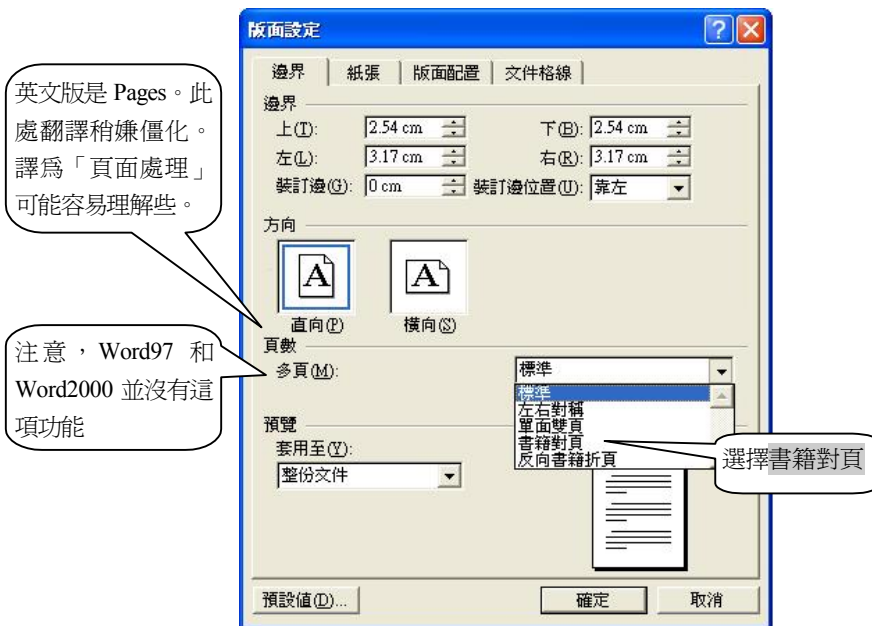 版面設定
邊界 紙張 版面配置 文件格線
英文版是 Pages。此
處翻譯稍嫌僵化。
譯爲「頁面處理」
可能容易理解些。
邊界
上(T): 2.54 cm 下(B): 2.54 cm
左(L): 3.17 cm 右(R): 3.17 cm
裝訂邊(G): 0 cm 裝訂邊位置(U): 靠左
方向
A A
直向(P) 橫向(S)
注意，Word97 和
Word2000 並沒有這
項功能
頁數
多頁(M): 標準
標準
左右對稱
單面雙頁
書籍對頁
反向書籍折頁
選擇書籍對頁
預覽
套用至(Y):
整份文件
預設值(D)... 確定 取消